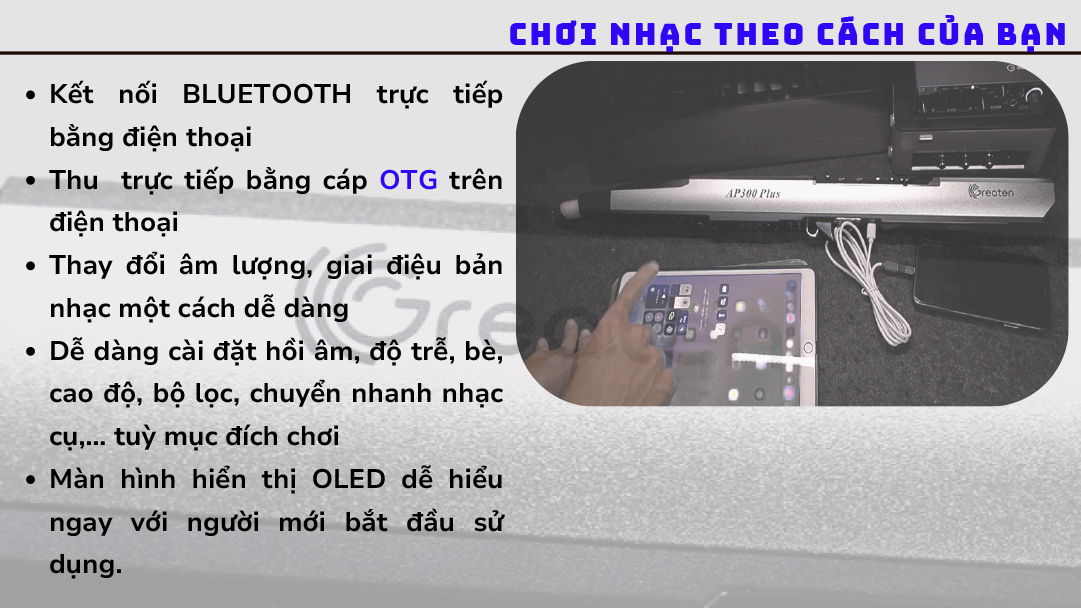 CHƠI NHẠC THEO CÁCH CỦA BẠN
• Kết nối BLUETOOTH trực tiếp
bằng điện thoại
• Thu trực tiếp bằng cáp OTG trên
điện thoại
• Thay đổi âm lượng, giai điệu bản
nhạc một cách dễ dàng
• Dễ dàng cài đặt hồi âm, độ trễ, bè,
cao độ, bộ lọc, chuyển nhanh nhạc
cụ,... tuỳ mục đích chơi
• Màn hình hiển thị OLED dễ hiểu
ngay với người mới bắt đầu sử
dụng.
AP300 Plus
Greaten
Greaten